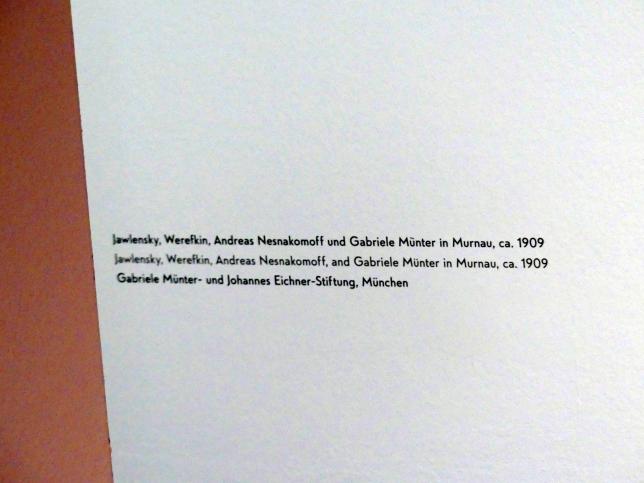 Jawlensky, Werefkin, Andreas Nesnakomoff und Gabriele Münter in Murnau, ca. 1909
Jawlensky, Werefkin, Andreas Nesnakomoff, and Gabriele Münter in Murnau, ca. 1909
Gabriele Münter- und Johannes Eichner-Stiftung, München